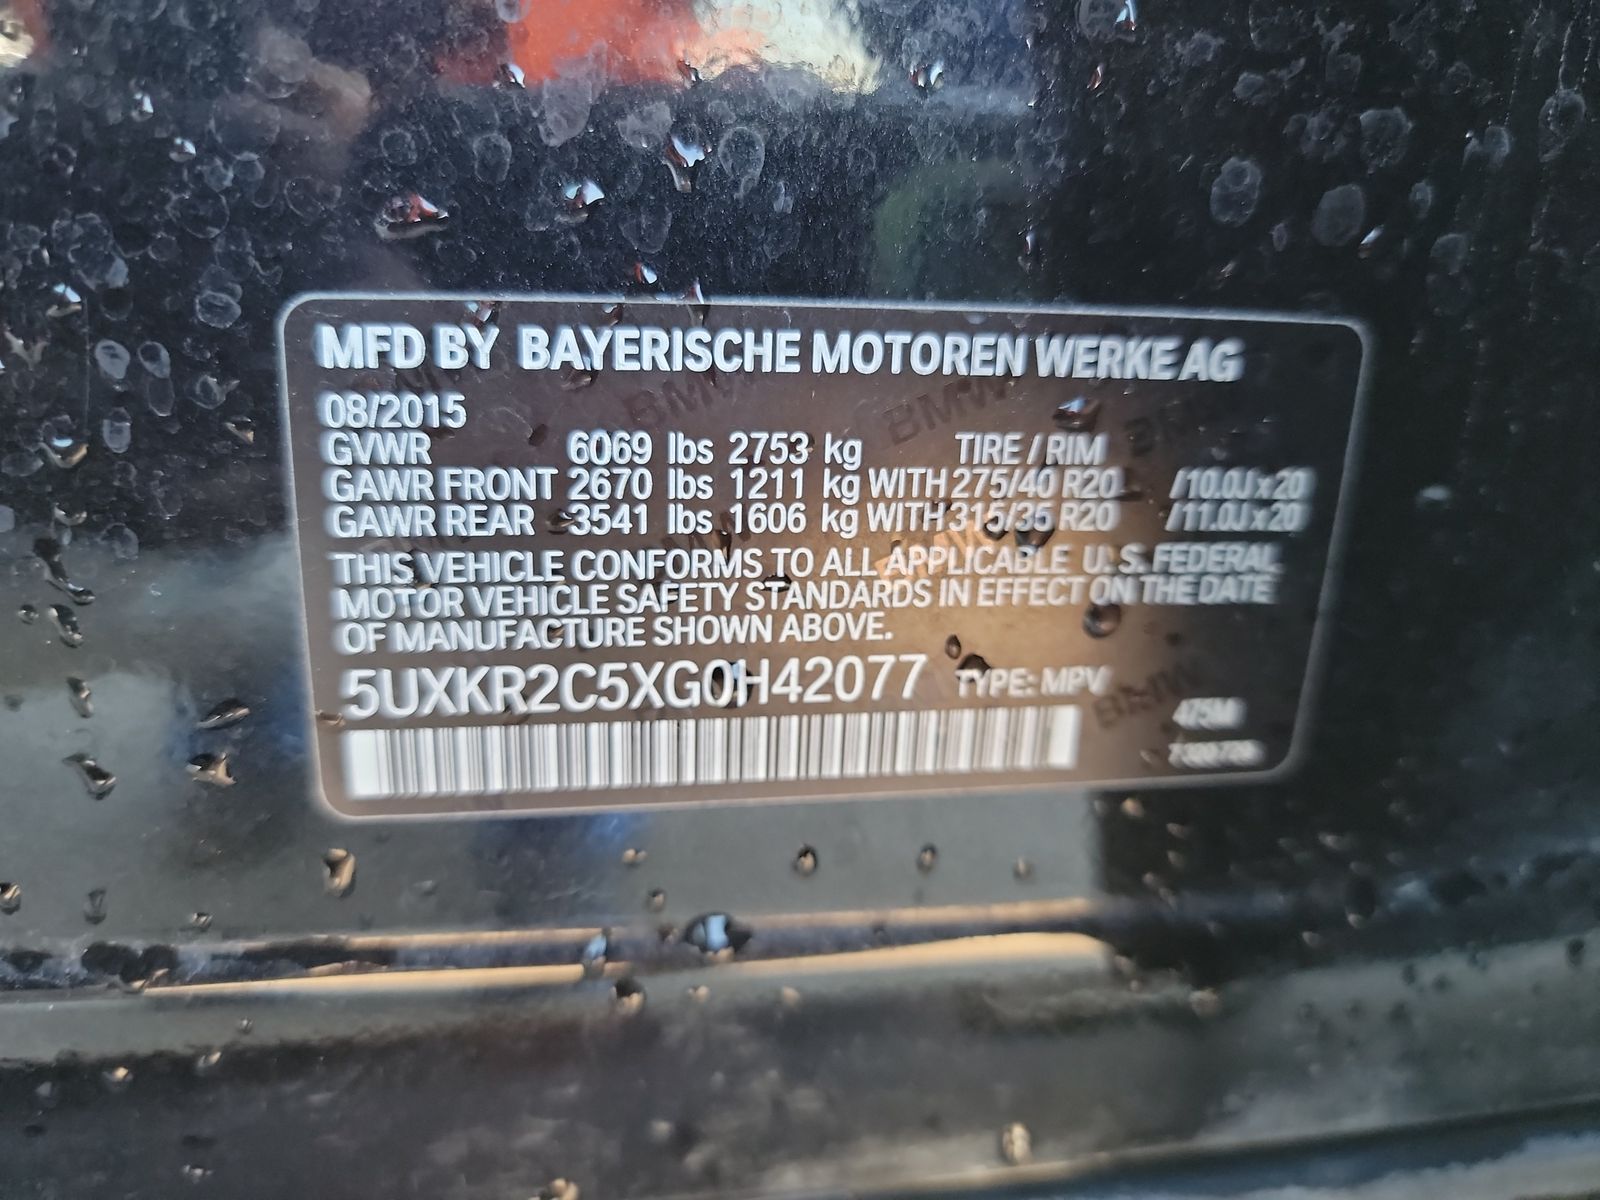 MFD BY BAYERISCHE MOTOREN WERKE AG
08/2015
GVWR 6069 lbs 2753 kg TIRE / RIM
GAWR FRONT 2670 lbs 1211 kg WITH 275/40 R20 /10.0J x 20
GAWR REAR 3541 lbs 1606 kg WITH 315/35 R20 /11.0J x 20
THIS VEHICLE CONFORMS TO ALL APPLICABLE U.S. FEDERAL
MOTOR VEHICLE SAFETY STANDARDS IN EFFECT ON THE DATE
OF MANUFACTURE SHOWN ABOVE.
5UXKR2C5XG0H42077 TYPE: MPV
475M